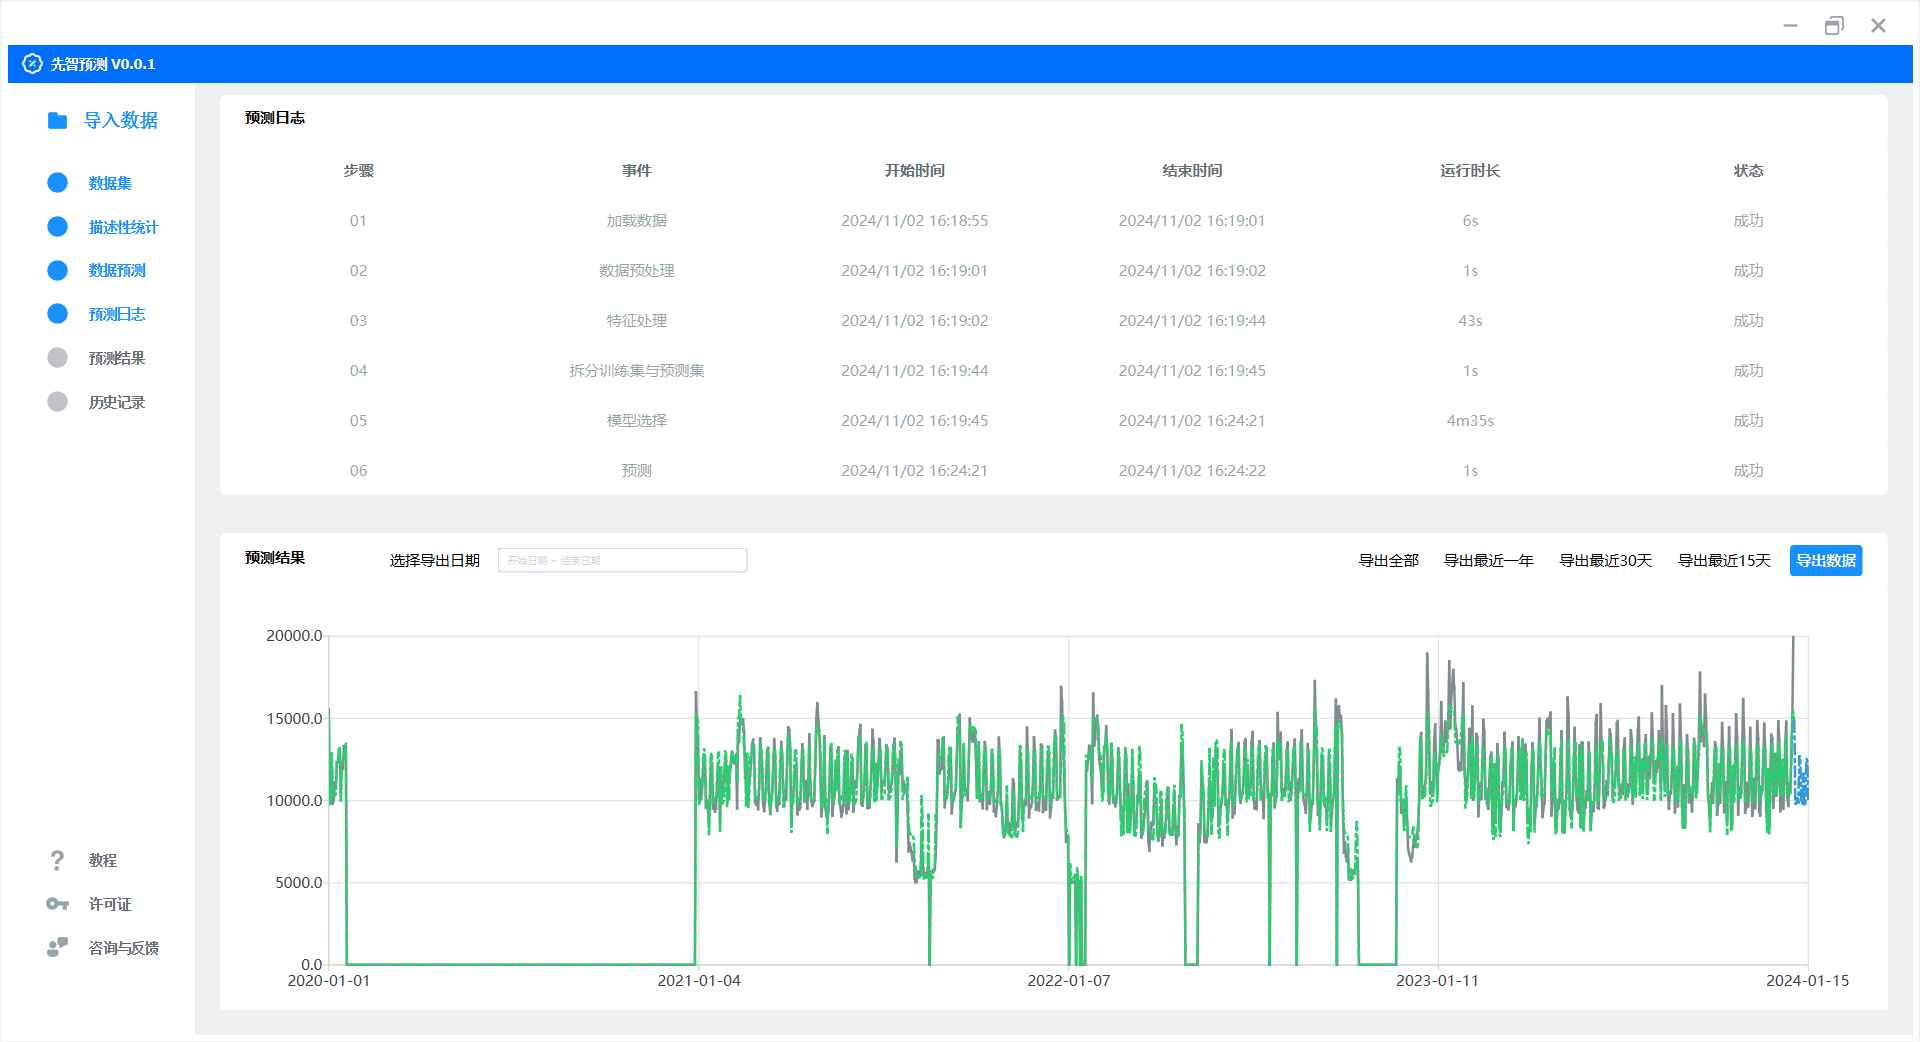 先智预测 V0.0.1
导入数据
数据集
描述性统计
数据预测
预测日志
预测结果
历史记录
教程
许可证
咨询与反馈
预测日志
步骤 事件 开始时间 结束时间 运行时长 状态
01 加载数据 2024/11/02 16:18:55 2024/11/02 16:19:01 6s 成功
02 数据预处理 2024/11/02 16:19:01 2024/11/02 16:19:02 1s 成功
03 特征处理 2024/11/02 16:19:02 2024/11/02 16:19:44 43s 成功
04 拆分训练集与预测集 2024/11/02 16:19:44 2024/11/02 16:19:45 1s 成功
05 模型选择 2024/11/02 16:19:45 2024/11/02 16:24:21 4m35s 成功
06 预测 2024/11/02 16:24:21 2024/11/02 16:24:22 1s 成功
预测结果 选择导出日期 开始日期 ~ 结束日期 导出全部 导出最近一年 导出最近30天 导出最近15天 导出数据
20000.0
15000.0
10000.0
5000.0
0.0
2020-01-01 2021-01-04 2022-01-07 2023-01-11 2024-01-15